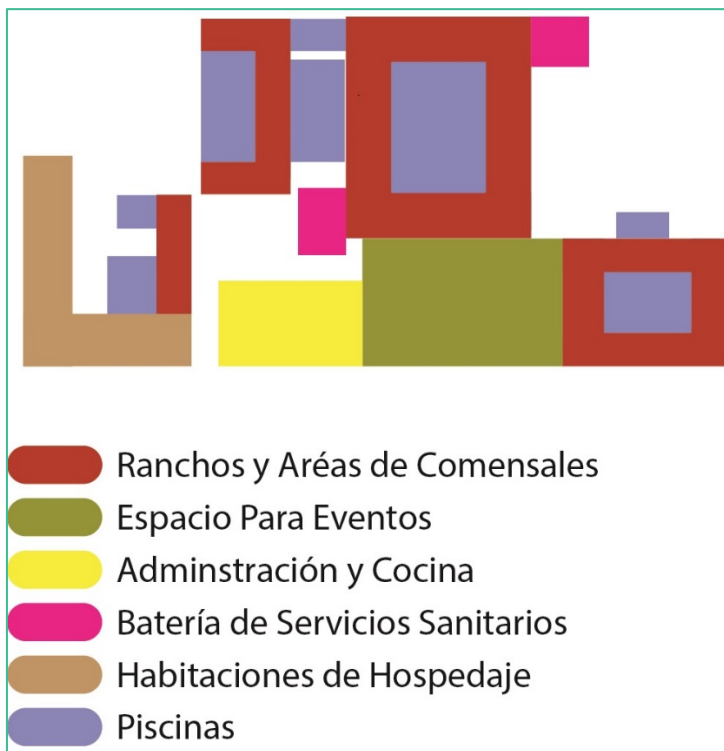 Ranchos y Aréas de Comensales
Espacio Para Eventos
Adminstración y Cocina
Batería de Servicios Sanitarios
Habitaciones de Hospedaje
Piscinas